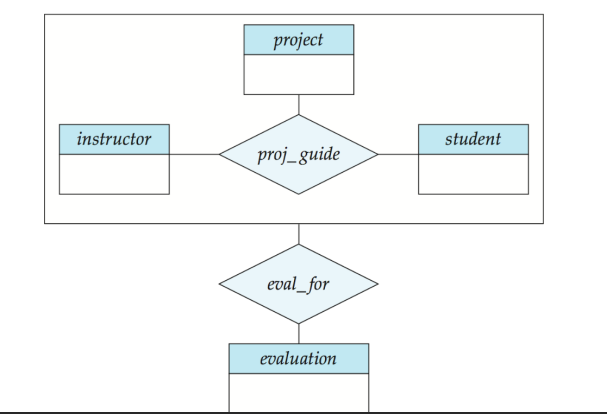 project
instructor
proj_guide
student
eval_for
evaluation